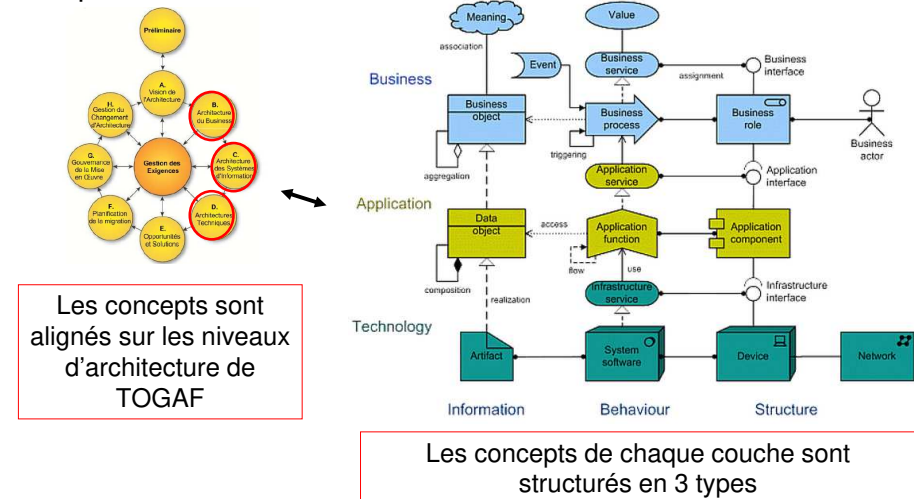 Préliminaire
A.
Vision de
l'Architecture
H.
Gestion du
Changement
d'Architecture
B.
Architecture
du Business
G.
Gouvernance
de la Mise
en Œuvre
Gestion des
Exigences
C.
Architecture
des Systèmes
d'Information
F.
Planification
de la migration
D.
Architectures
Techniques
E.
Opportunités
et Solutions
Les concepts sont
alignés sur les niveaux
d'architecture de
TOGAF
Meaning
Value
association
Event
Business
service
assignment
Business
interface
Business
Business
object
Business
process
Business
role
Business
actor
triggering
aggregation
Application
service
Application
interface
Application
Data
object
access
Application
function
Application
component
flow
use
composition
realization
Infrastructure
service
Infrastructure
interface
Technology
Artifact
System
software
Device
Network
Information
Behaviour
Structure
Les concepts de chaque couche sont
structurés en 3 types